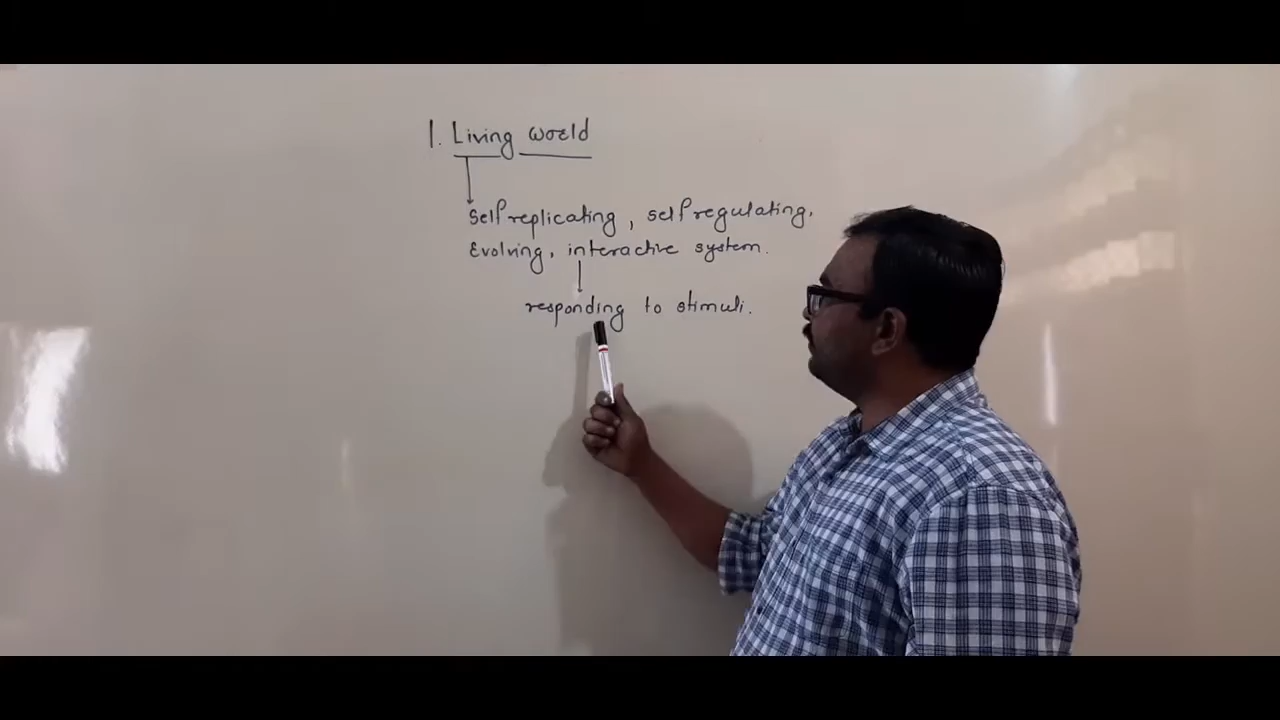 1. Living world
Self replicating, self regulating,
Evolving, interactive system.
responding to stimuli.